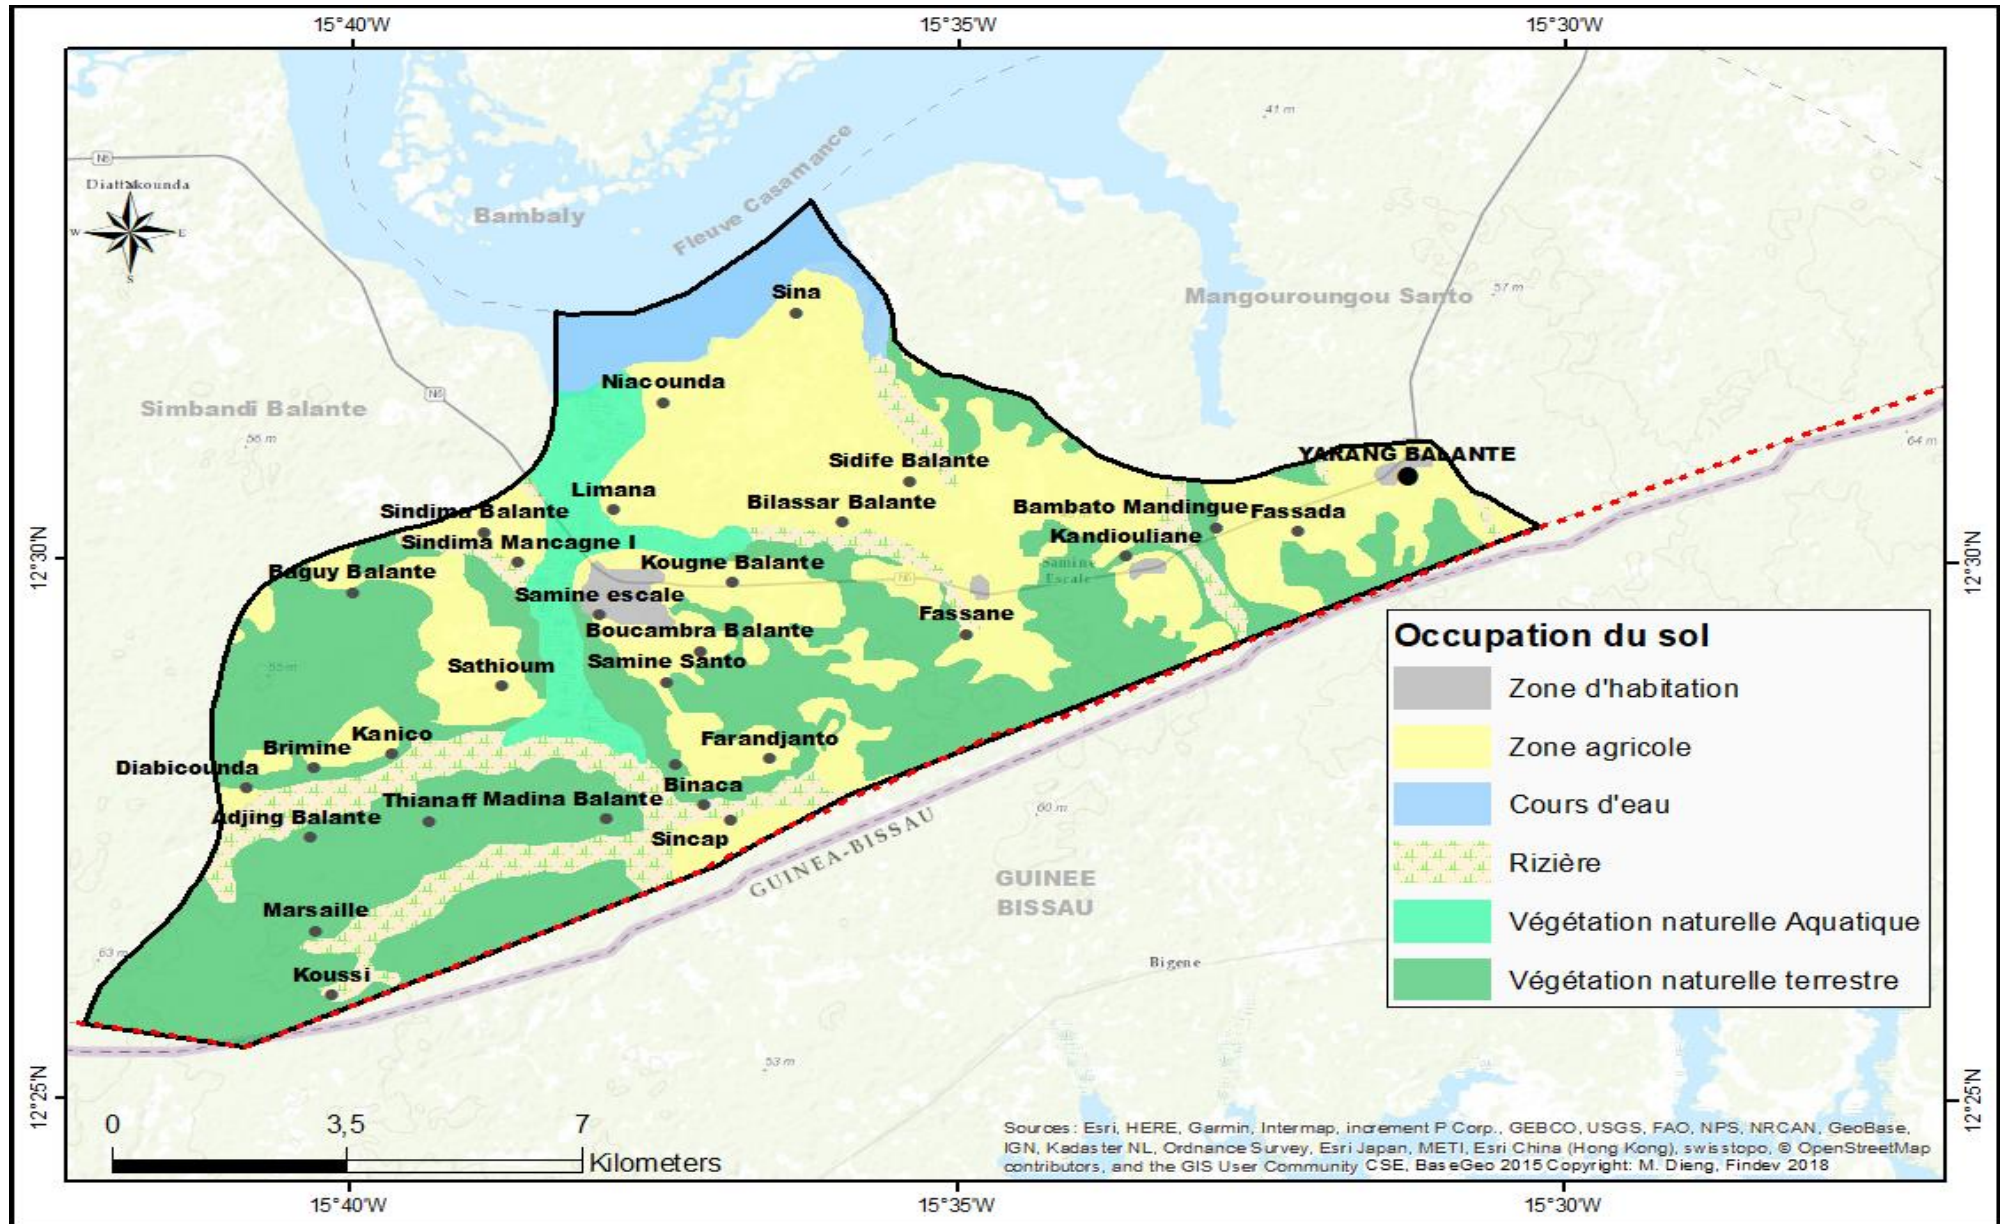 15°40'W
15°35'W
15°30'W
41 m
N6
Diattakounda
N
W
E
S
Bambaly
Fleuve Casamance
Sina
Mangouroungou Santo
57 m
Niacounda
N6
Simbandi Balante
56 m
64 m
YARANG BALANTE
Sidife Balante
Limana
Bilassar Balante
Sindima Balante
Bambato Mandingue
Fassada
Kandiouliane
Sindima Mancagne I
12°30'N
12°30'N
Baguy Balante
Kougne Balante
N6
Samine
Escale
Samine escale
Fassane
Boucambra Balante
Samine Santo
Sathioum
55 m
Kanico
Brimine
Farandjanto
Diabicounda
Binaca
Thianaff
Madina Balante
Adjing Balante
Sincap
60 m
GUINEA-BISSAU
GUINEE
BISSAU
Marsaille
63 m
Koussi
Bigene
53 m
Occupation du sol
Zone d'habitation
Zone agricole
Cours d'eau
Rizière
Végétation naturelle Aquatique
Végétation naturelle terrestre
12°25'N
12°25'N
0
3,5
7
Kilometers
Sources: Esri, HERE, Garmin, Intermap, increment P Corp., GEBCO, USGS, FAO, NPS, NRCAN, GeoBase,
IGN, Kadaster NL, Ordnance Survey, Esri Japan, METI, Esri China (Hong Kong), swisstopo, © OpenStreetMap
contributors, and the GIS User Community CSE, BaseGeo 2015 Copyright: M. Dieng, Findev 2018
15°40'W
15°35'W
15°30'W